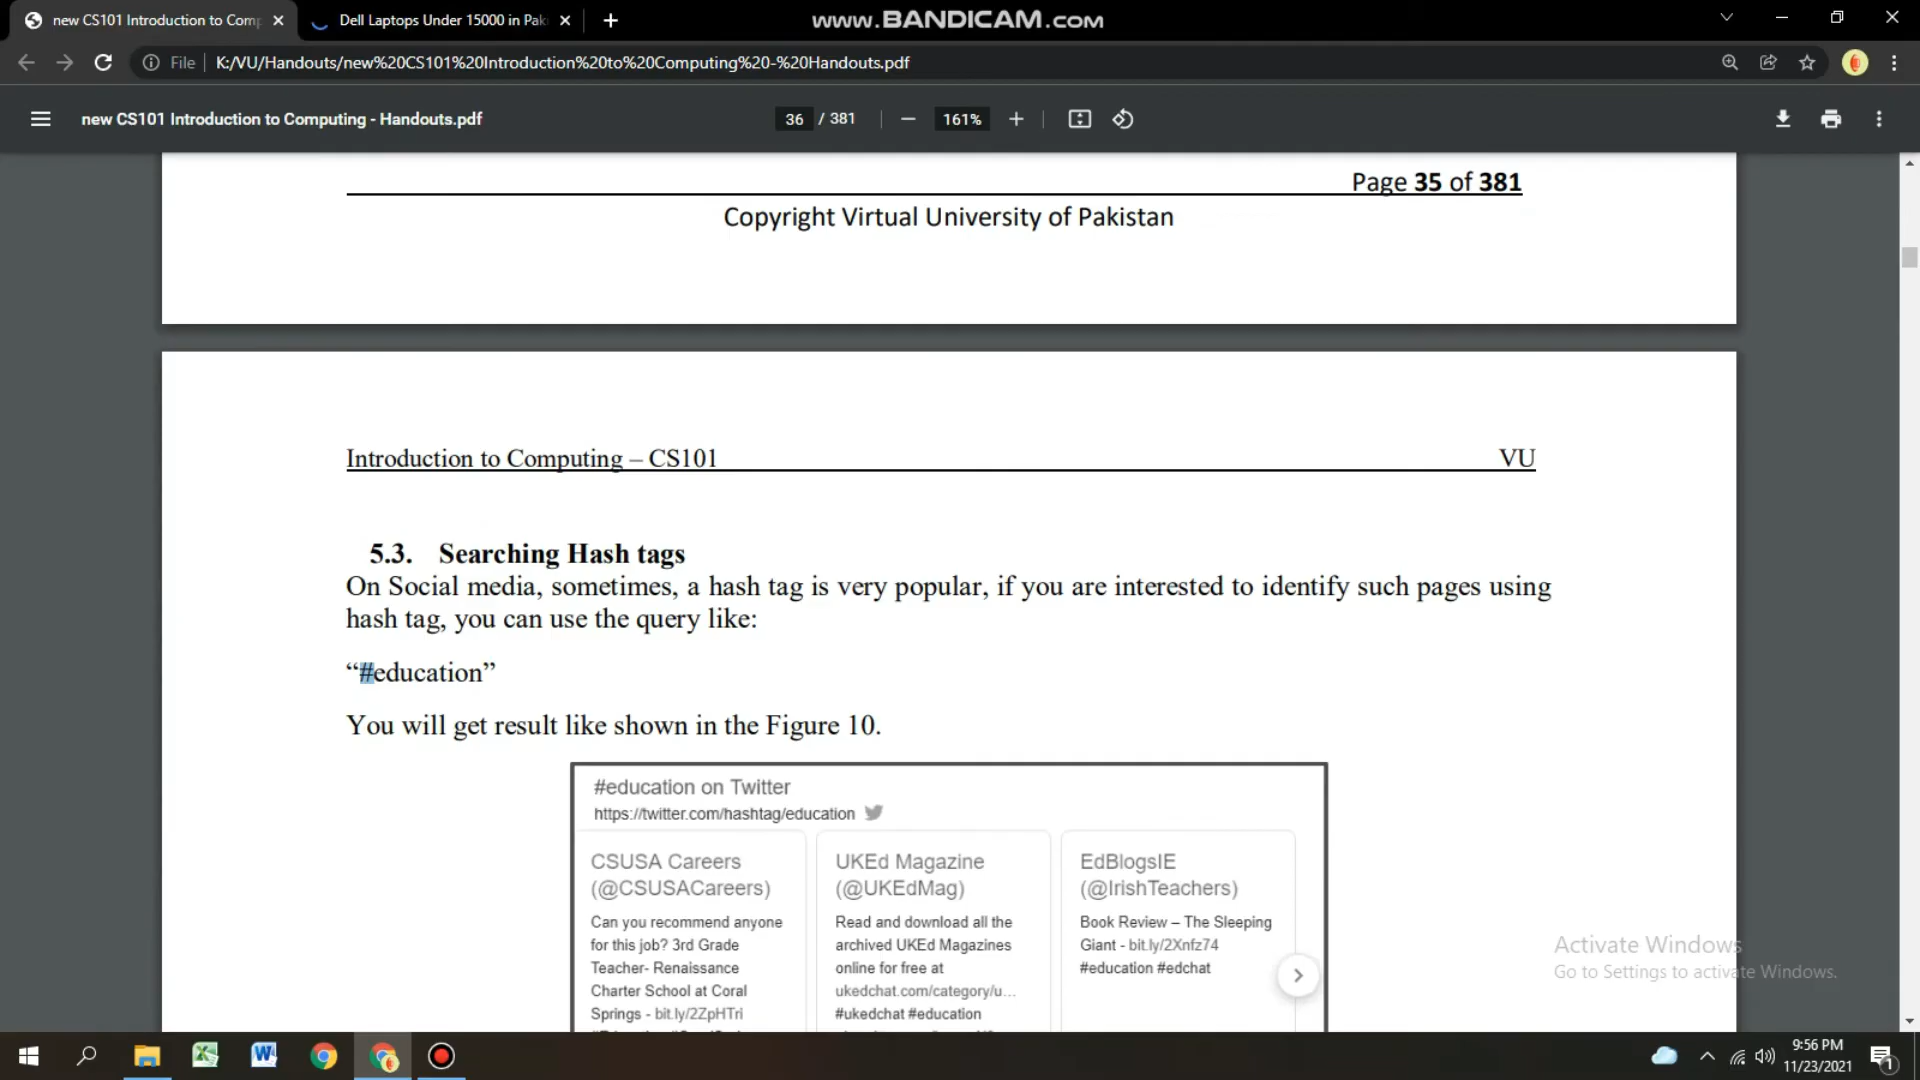 new CS101 Introduction to Comp
Dell Laptops Under 15000 in Pak
www.BANDICAM.com
File
K:/VU/Handouts/new%20CS101%20Introduction%20to%20Computing%20-%20Handouts.pdf
new CS101 Introduction to Computing - Handouts.pdf
36 / 381
161%
Page 35 of 381
Copyright Virtual University of Pakistan
Introduction to Computing – CS101
VU
5.3. Searching Hash tags
On Social media, sometimes, a hash tag is very popular, if you are interested to identify such pages using
hash tag, you can use the query like:
“#education”
You will get result like shown in the Figure 10.
#education on Twitter
https://twitter.com/hashtag/education
CSUSA Careers
(@CSUSACareers)
Can you recommend anyone
for this job? 3rd Grade
Teacher- Renaissance
Charter School at Coral
Springs - bit.ly/2ZpHTri
UKEd Magazine
(@UKEdMag)
Read and download all the
archived UKEd Magazines
online for free at
ukedchat.com/category/u...
#ukedchat #education
EdBlogsIE
(@IrishTeachers)
Book Review – The Sleeping
Giant - bit.ly/2Xnfz74
#education #edchat
Activate Windows
Go to Settings to activate Windows.
9:56 PM
11/23/2021
1